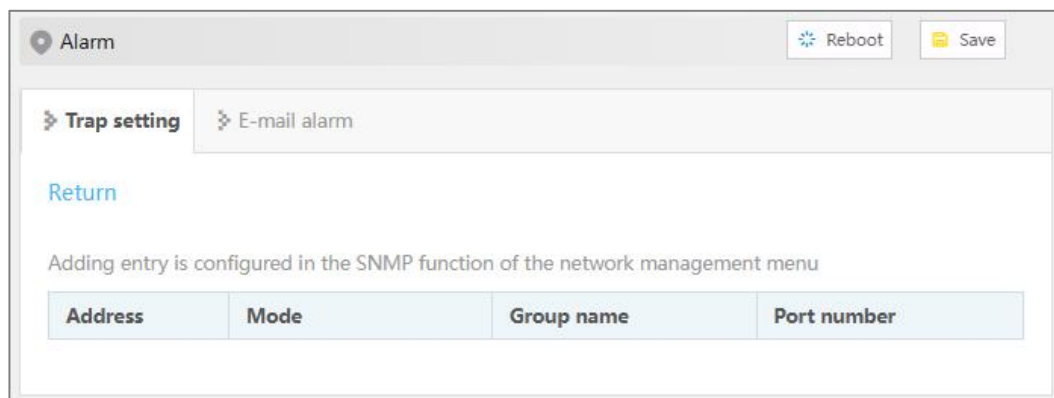 Alarm Reboot Save
Trap setting E-mail alarm
Return
Adding entry is configured in the SNMP function of the network management menu
Address Mode Group name Port number